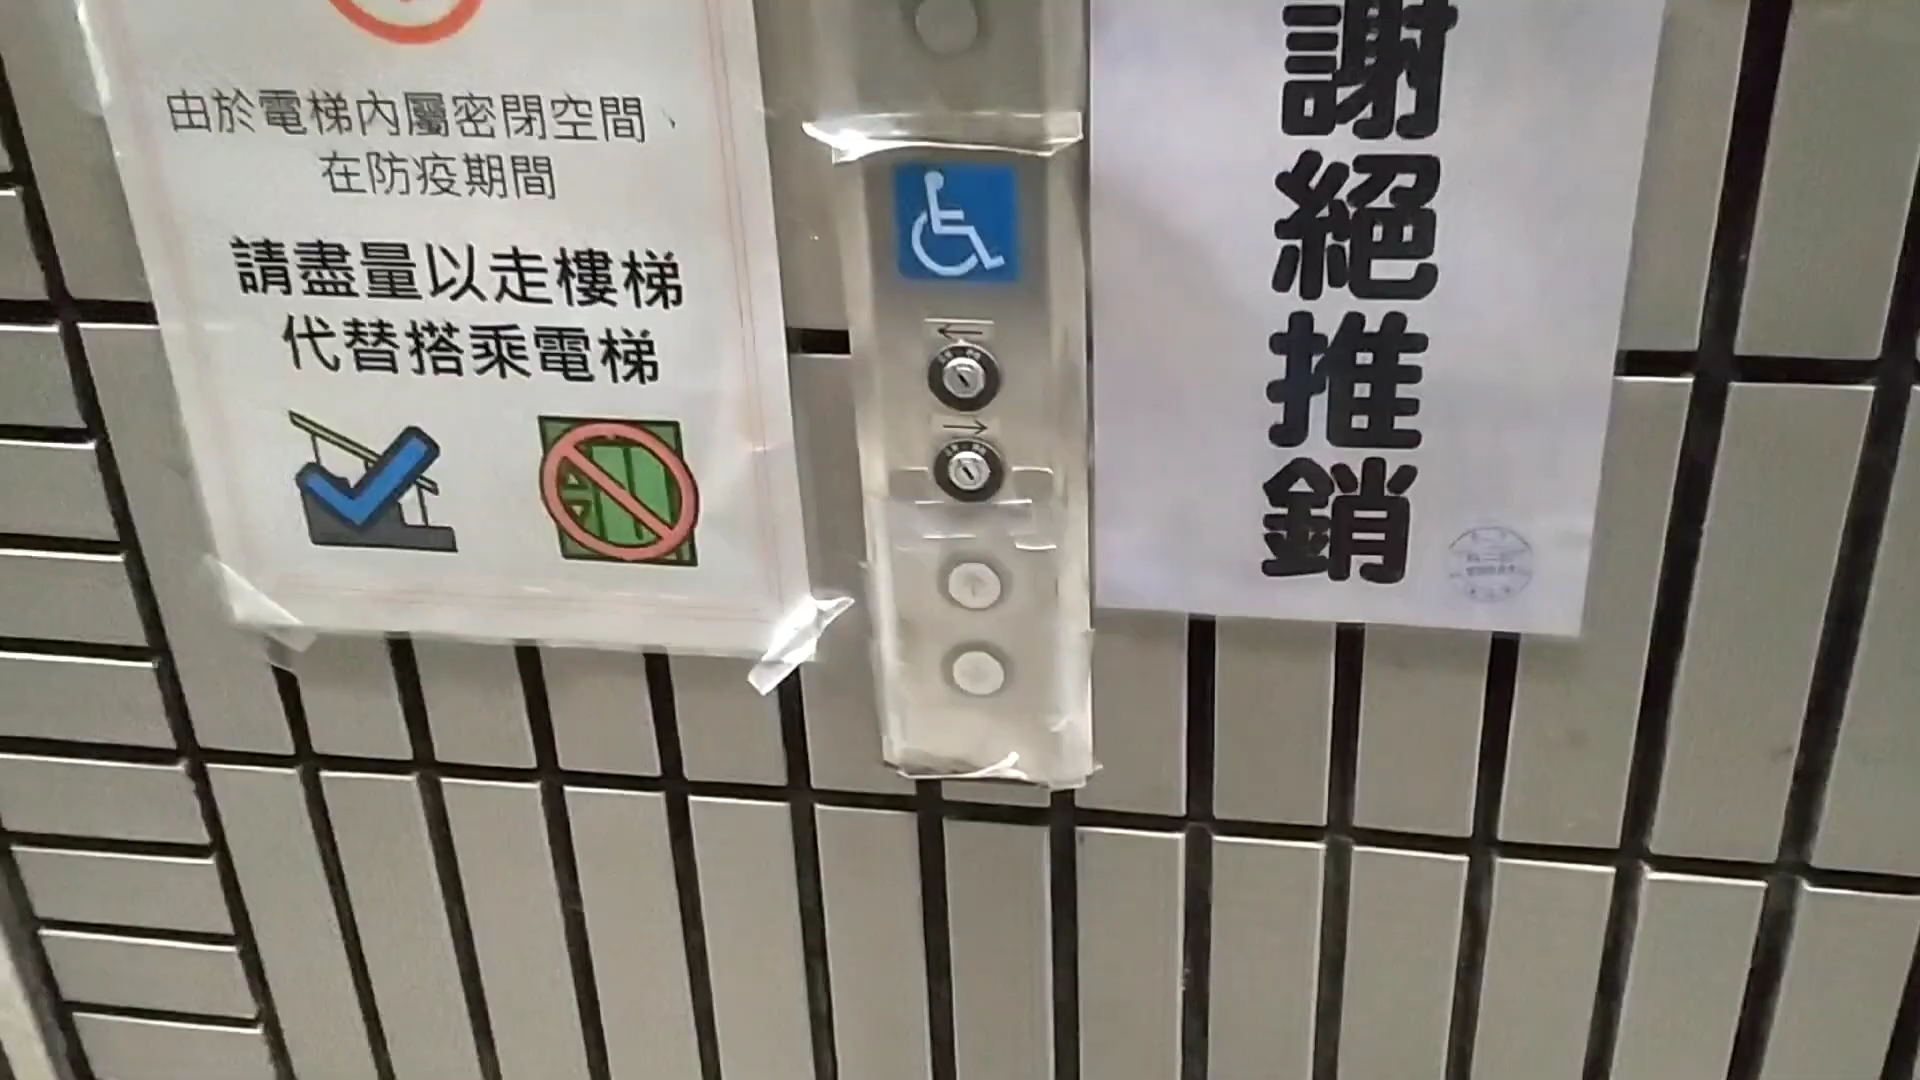 由於電梯內屬密閉空間、
在防疫期間
請盡量以走樓梯
代替搭乘電梯
謝絕推銷